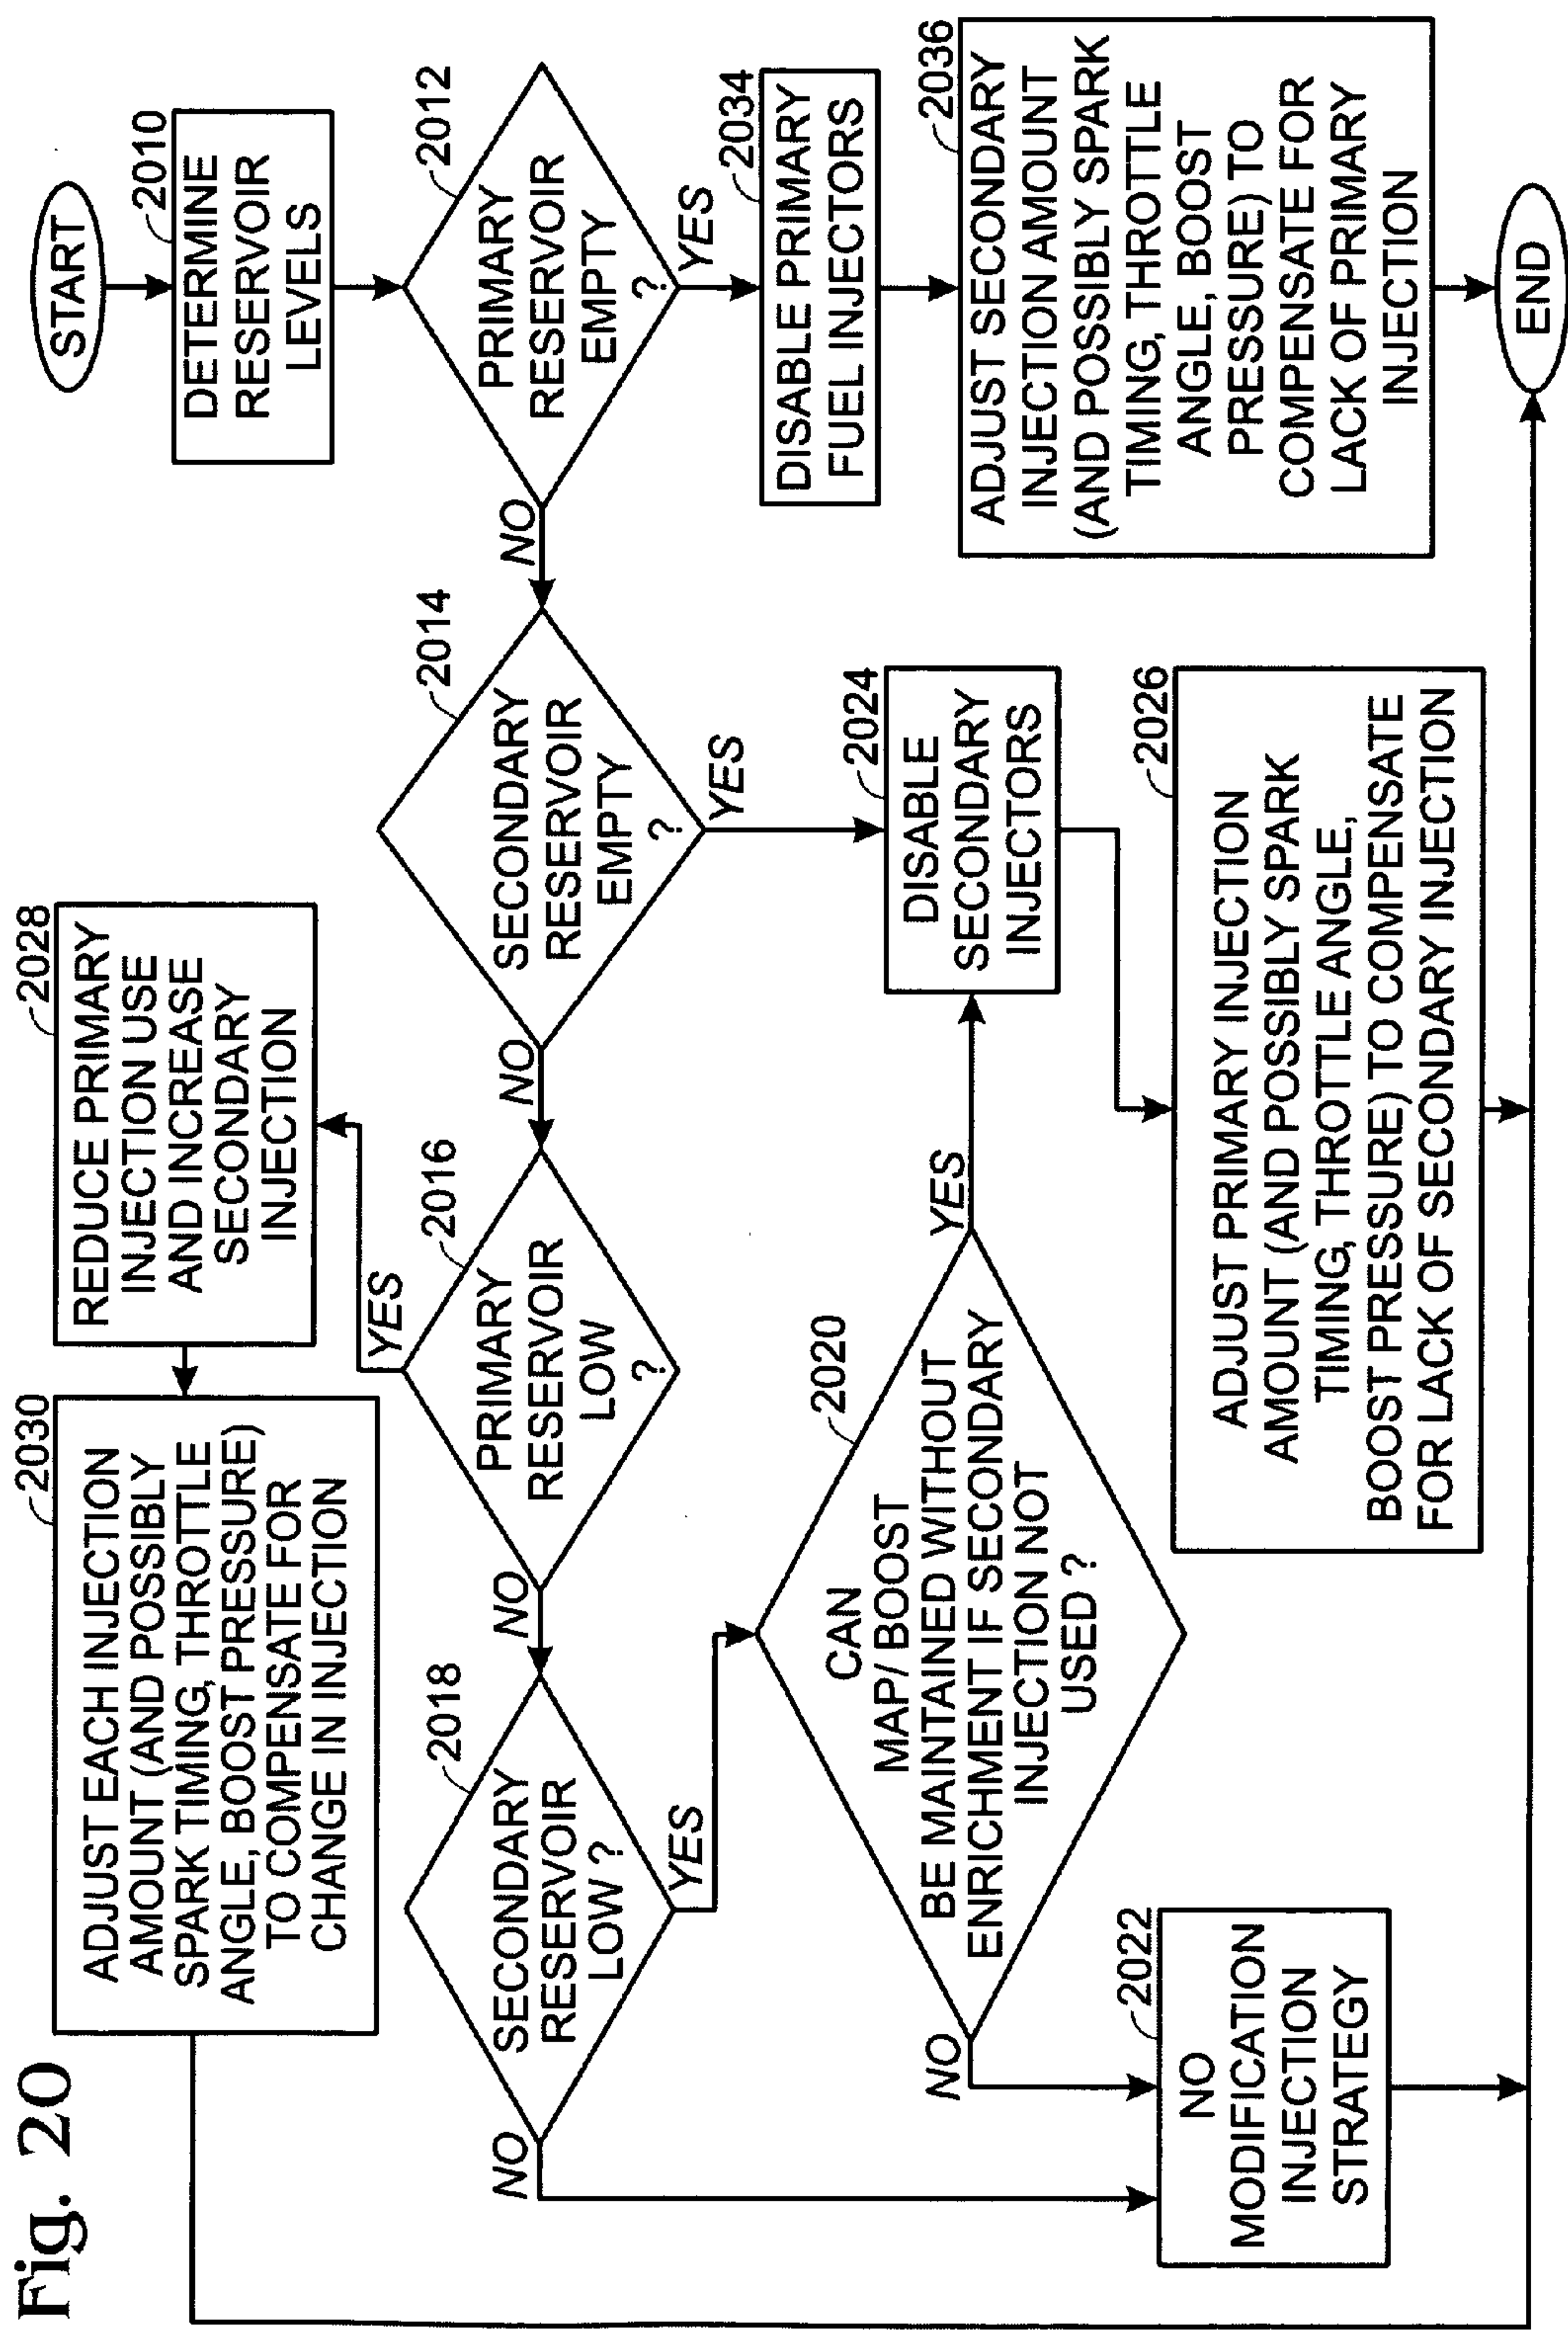 Fig. 20
START
2010
DETERMINE
RESERVOIR
LEVELS
2012
PRIMARY
RESERVOIR
EMPTY
?
YES
NO
2034
DISABLE PRIMARY
FUEL INJECTORS
2036
ADJUST SECONDARY
INJECTION AMOUNT
(AND POSSIBLY SPARK
TIMING, THROTTLE
ANGLE, BOOST
PRESSURE) TO
COMPENSATE FOR
LACK OF PRIMARY
INJECTION
END
2014
SECONDARY
RESERVOIR
EMPTY
?
YES
NO
2024
DISABLE
SECONDARY
INJECTORS
2026
ADJUST PRIMARY INJECTION
AMOUNT (AND POSSIBLY SPARK
TIMING, THROTTLE ANGLE,
BOOST PRESSURE) TO COMPENSATE
FOR LACK OF SECONDARY INJECTION
2016
PRIMARY
RESERVOIR
LOW
?
YES
NO
2028
REDUCE PRIMARY
INJECTION USE
AND INCREASE
SECONDARY
INJECTION
2030
ADJUST EACH INJECTION
AMOUNT (AND POSSIBLY
SPARK TIMING, THROTTLE
ANGLE, BOOST PRESSURE)
TO COMPENSATE FOR
CHANGE IN INJECTION
2018
SECONDARY
RESERVOIR
LOW ?
YES
NO
2020
CAN
MAP/ BOOST
BE MAINTAINED WITHOUT
ENRICHMENT IF SECONDARY
INJECTION NOT
USED ?
YES
NO
2022
NO
MODIFICATION
INJECTION
STRATEGY